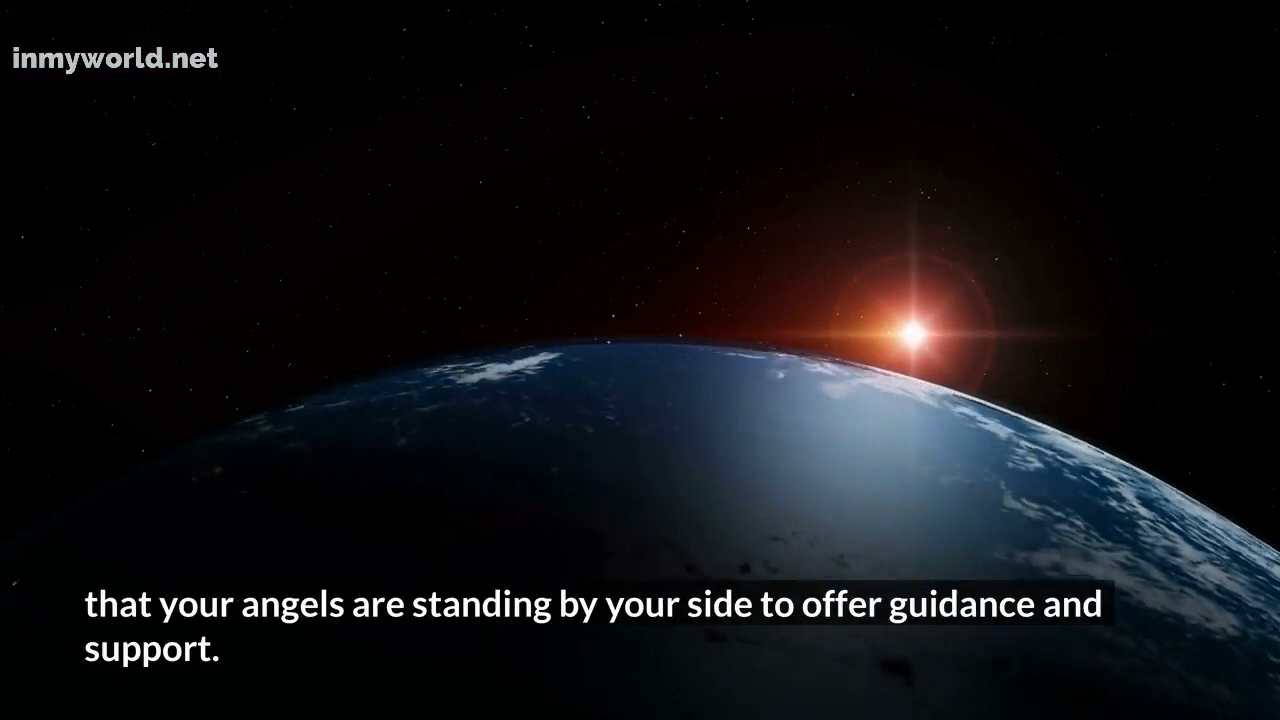 inmyworld.net
that your angels are standing by your side to offer guidance and
support.